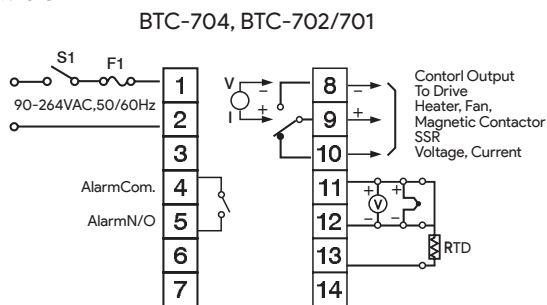 BTC-704, BTC-702/701
S1
F1
90-264VAC,50/60Hz
1
2
3
4
5
6
7
AlarmCom.
AlarmN/O
V
−
+
I
8
9
10
11
12
13
14
−
+
Contorl Output
To Drive
Heater, Fan,
Magnetic Contactor
SSR
Voltage, Current
+
V
−
+
−
RTD